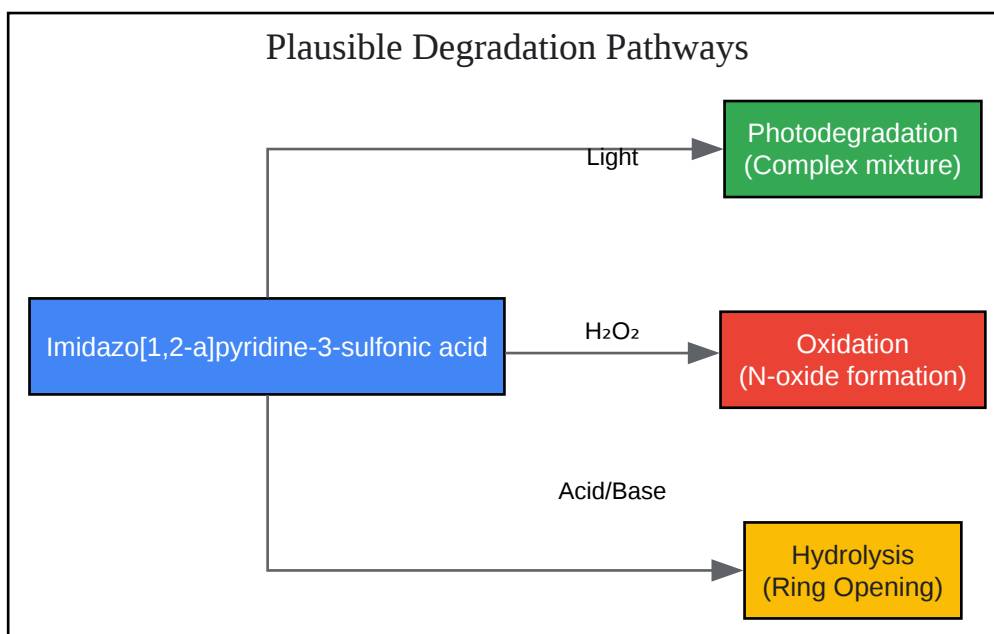 Plausible Degradation Pathways
Photodegradation
(Complex mixture)
Light
Imidazo[1,2-a]pyridine-3-sulfonic acid
H₂O₂
Oxidation
(N-oxide formation)
Acid/Base
Hydrolysis
(Ring Opening)